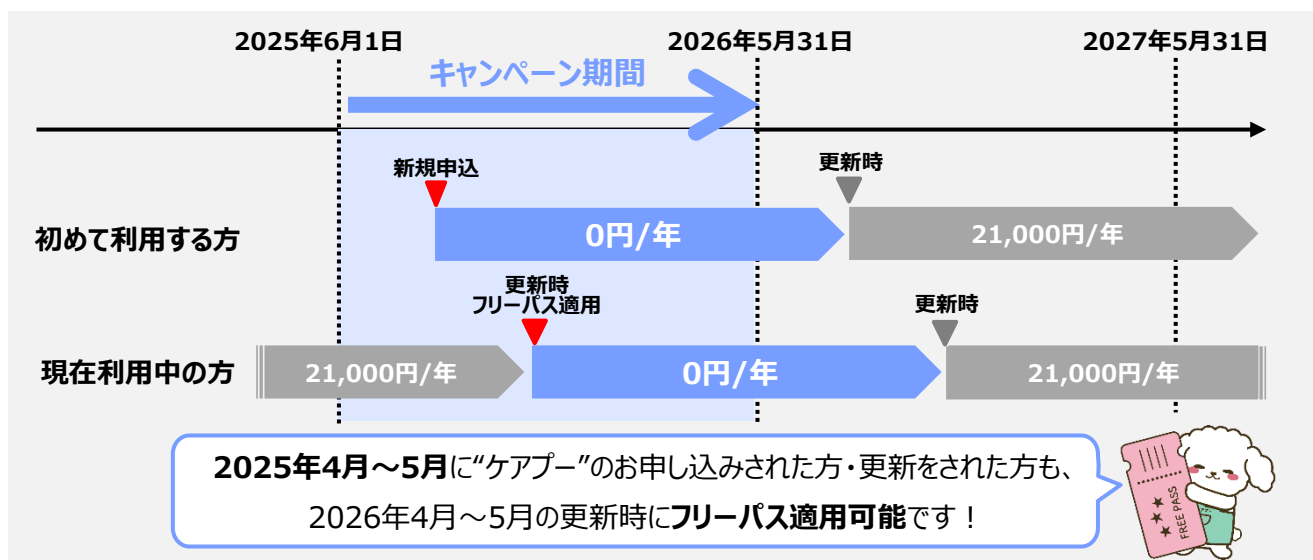 2025年6月1日
2026年5月31日
2027年5月31日
キャンペーン期間
新規申込
更新時
初めて利用する方
0円/年
21,000円/年
更新時
フリーパス適用
更新時
現在利用中の方
21,000円/年
0円/年
21,000円/年
2025年4月～5月に“ケアプー”のお申し込みされた方・更新をされた方も、
2026年4月～5月の更新時にフリーパス適用可能です！
FREE PASS